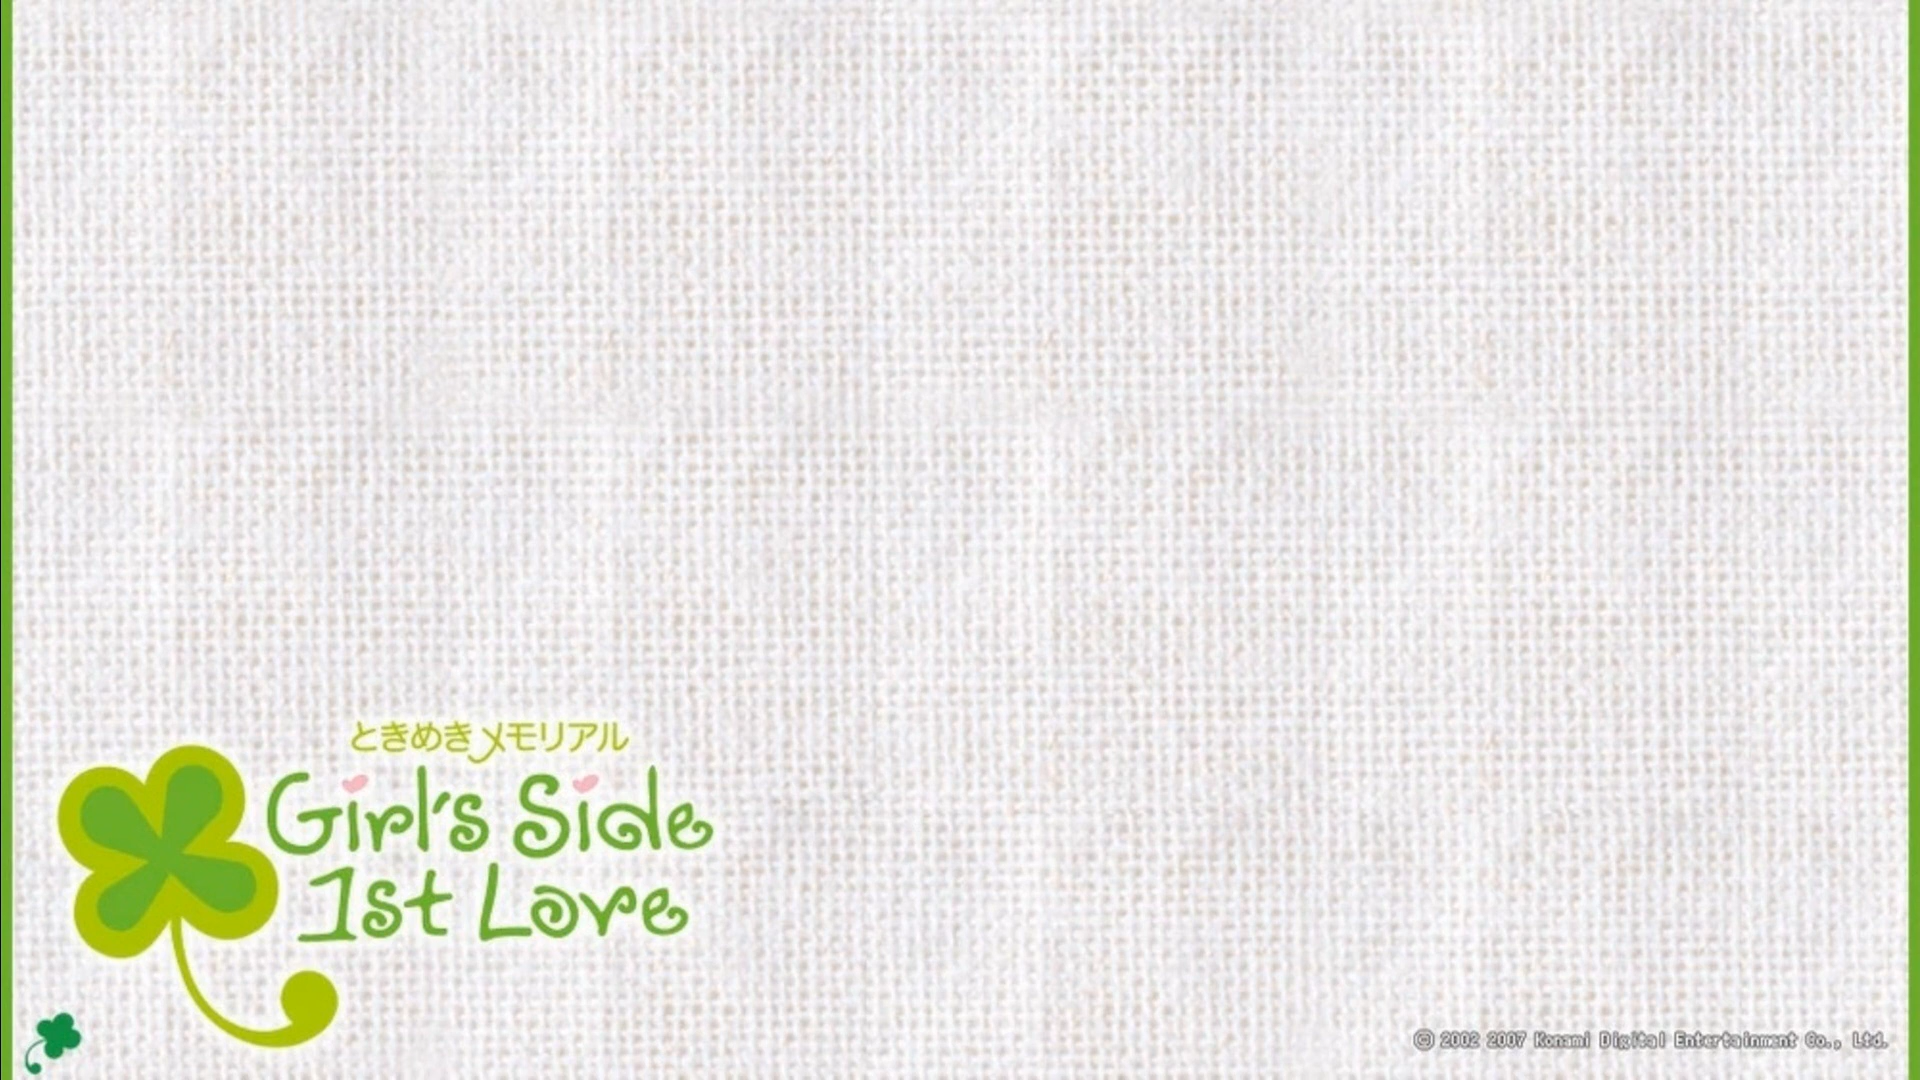 ときめきメモリアル
Girl's Side
1st Love
© 2002 2007 Konami Digital Entertainment Co., Ltd.